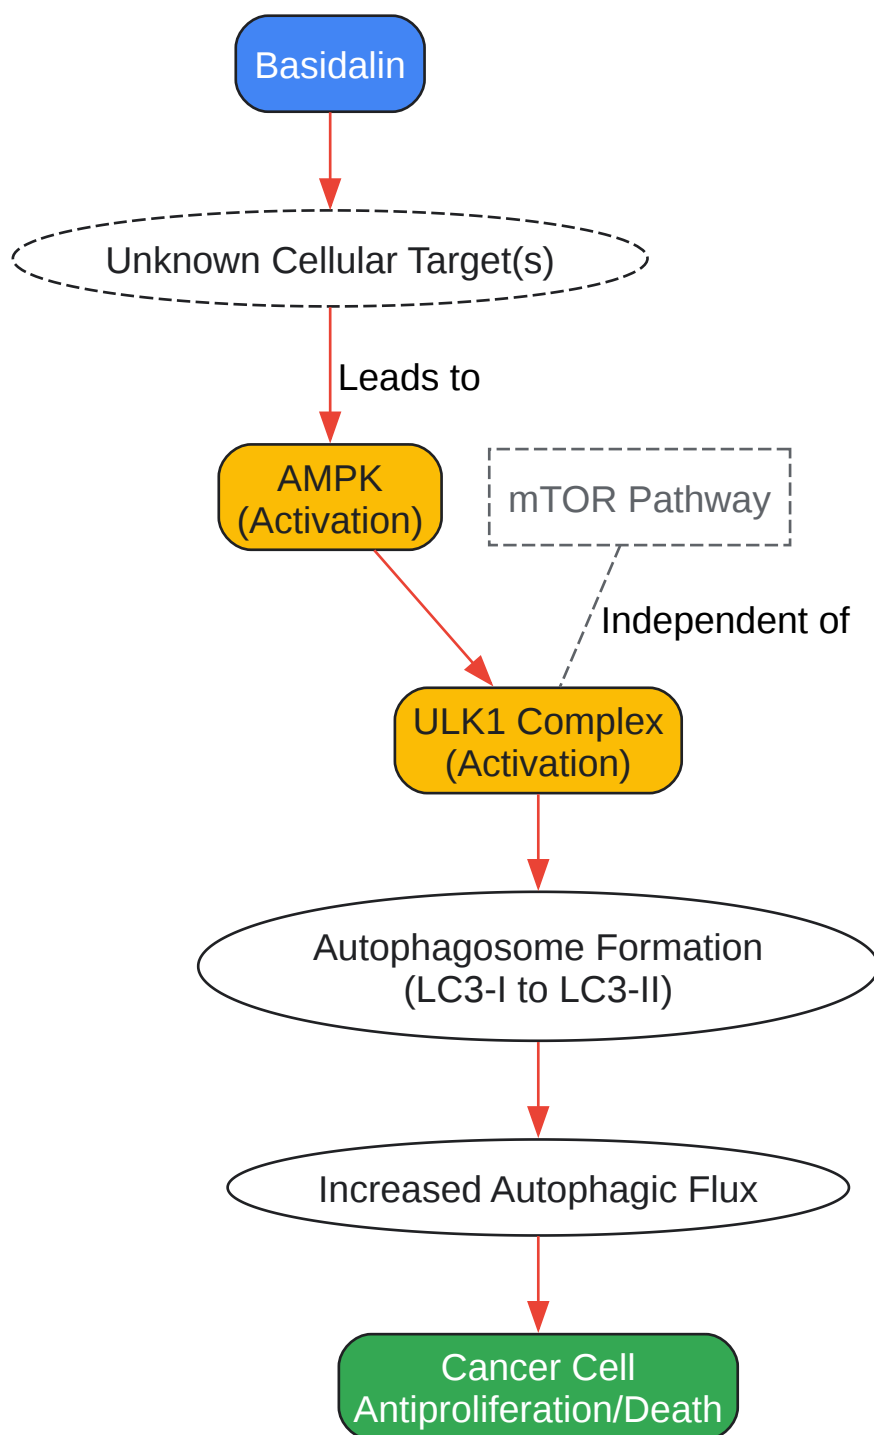 Basidalin
Unknown Cellular Target(s)
Leads to
AMPK
(Activation)
mTOR Pathway
Independent of
ULK1 Complex
(Activation)
Autophagosome Formation
(LC3-I to LC3-II)
Increased Autophagic Flux
Cancer Cell
Antiproliferation/Death